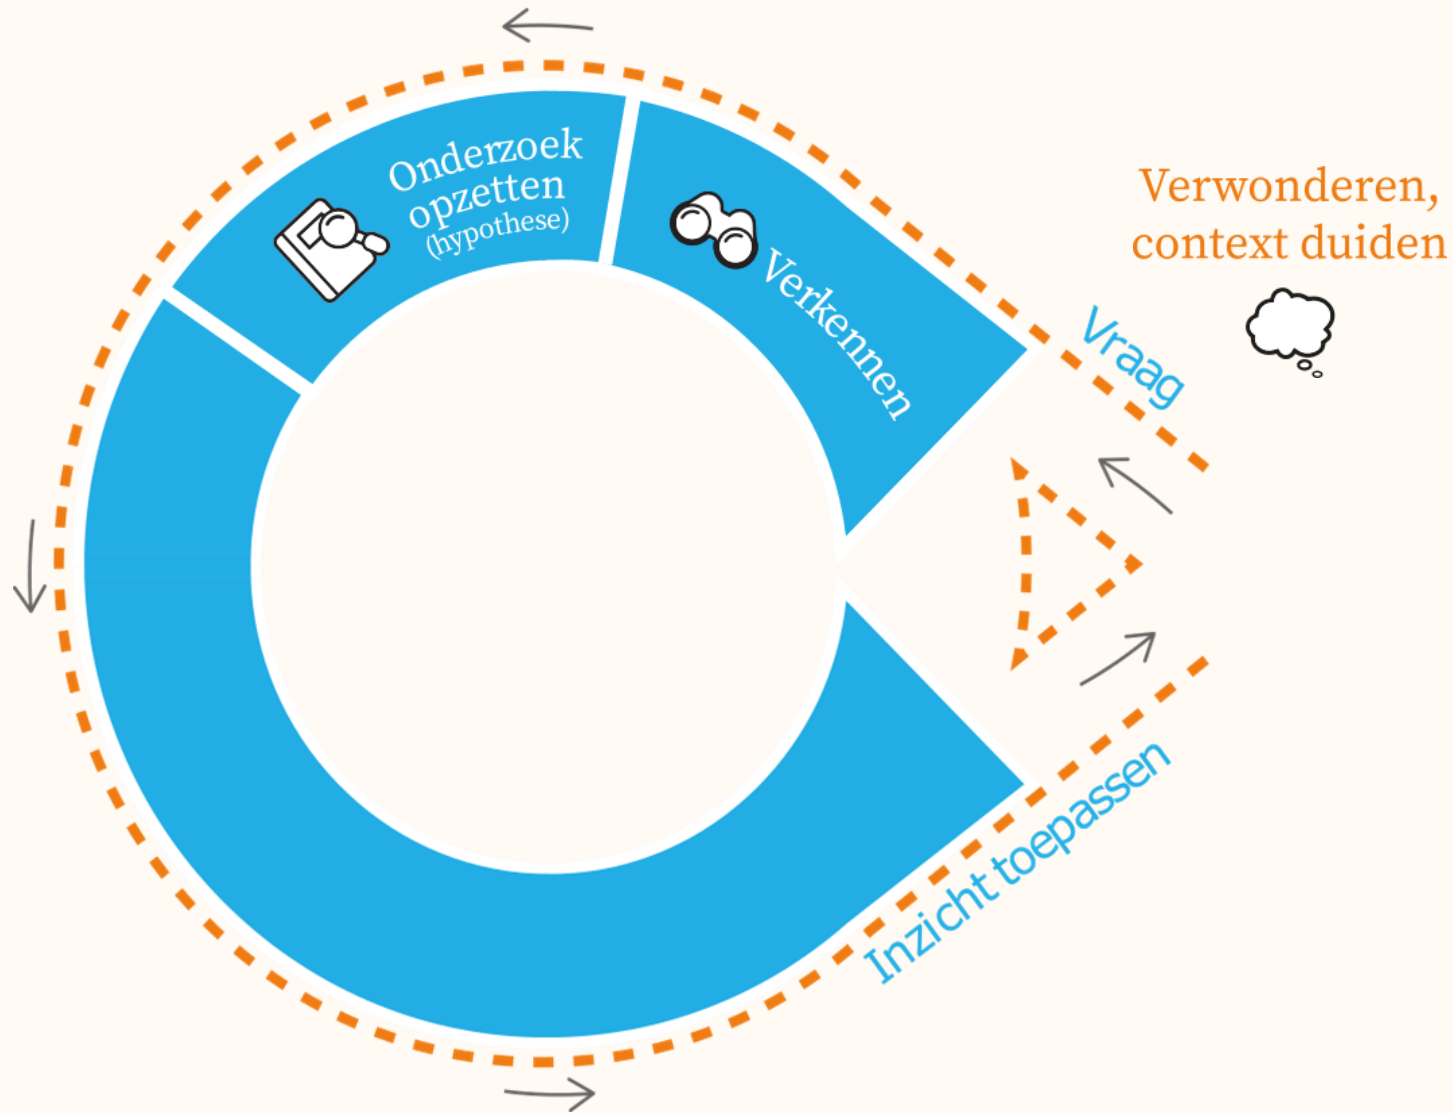 Verwonderen,
context duiden
Vraag
Verkennen
Onderzoek
opzetten
(hypothese)
Inzicht toepassen